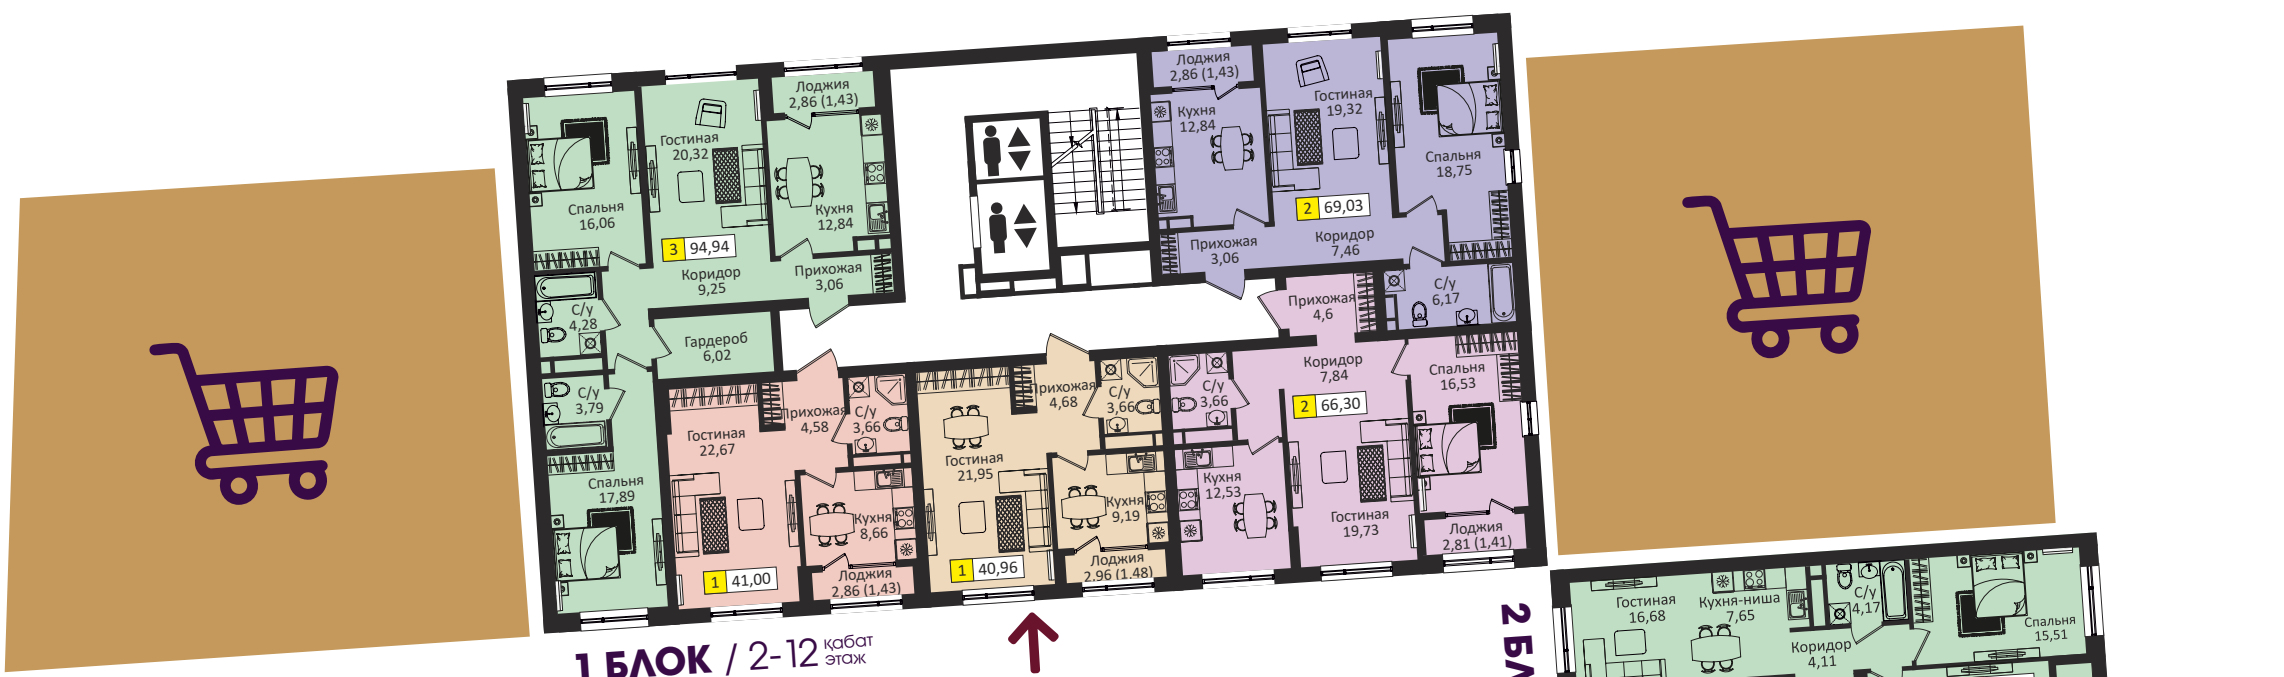 Спальня
16,06
Гостиная
20,32
Лоджия
2,86 (1,43)
Кухня
12,84
3 94,94
Коридор
9,25
Прихожая
3,06
С/у
4,28
Гардероб
6,02
С/у
3,79
Спальня
17,89
Гостиная
22,67
Прихожая
4,58
С/у
3,66
Кухня
8,66
1 41,00
Лоджия
2,86 (1,43)
Гостиная
21,95
Прихожая
4,68
С/у
3,66
Кухня
9,19
1 40,96
Лоджия
2,96 (1,48)
Лоджия
2,86 (1,43)
Кухня
12,84
Гостиная
19,32
Спальня
18,75
2 69,03
Прихожая
3,06
Коридор
7,46
С/у
6,17
Прихожая
4,6
Коридор
7,84
С/у
3,66
Спальня
16,53
2 66,30
Кухня
12,53
Гостиная
19,73
Лоджия
2,81 (1,41)
1 БЛОК / 2-12 қабат
этаж
2 БЛ
Гостиная
16,68
Кухня-ниша
7,65
С/у
4,17
Спальня
15,51
Коридор
4,11